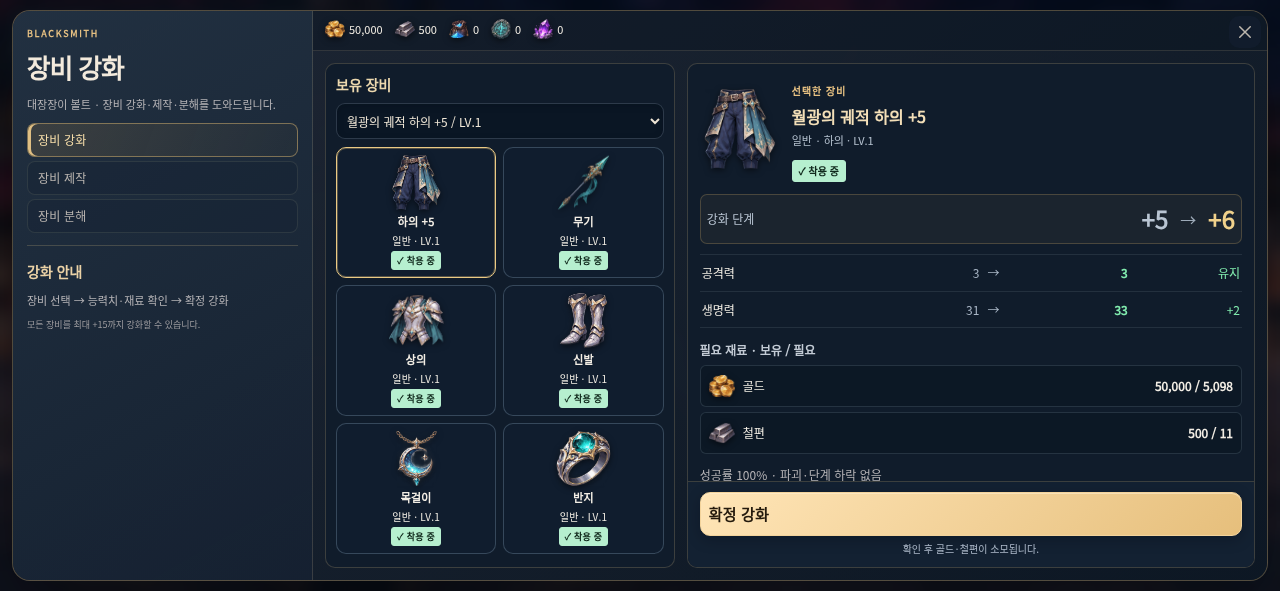 BLACKSMITH
장비 강화
대장장이 볼트 · 장비 강화·제작·분해를 도와드립니다.
장비 강화
장비 제작
장비 분해
강화 안내
장비 선택 → 능력치·재료 확인 → 확정 강화
모든 장비를 최대 +15까지 강화할 수 있습니다.
50,000 500 0 0 0
보유 장비
월광의 궤적 하의 +5 / LV.1
하의 +5
일반 · LV.1
✓ 착용 중
무기
일반 · LV.1
✓ 착용 중
상의
일반 · LV.1
✓ 착용 중
신발
일반 · LV.1
✓ 착용 중
목걸이
일반 · LV.1
✓ 착용 중
반지
일반 · LV.1
✓ 착용 중
선택한 장비
월광의 궤적 하의 +5
일반 · 하의 · LV.1
✓ 착용 중
강화 단계 +5 → +6
공격력 3 → 3 유지
생명력 31 → 33 +2
필요 재료 · 보유 / 필요
골드 50,000 / 5,098
철편 500 / 11
성공률 100% · 파괴·단계 하락 없음
확정 강화
확인 후 골드·철편이 소모됩니다.